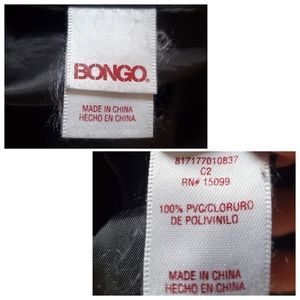 BONGO®
MADE IN CHINA
HECHO EN CHINA
817177010837
C2
RN# 15099
100% PVC/CLORURO
DE POLIVINILO
MADE IN CHINA
HECHO EN CHINA